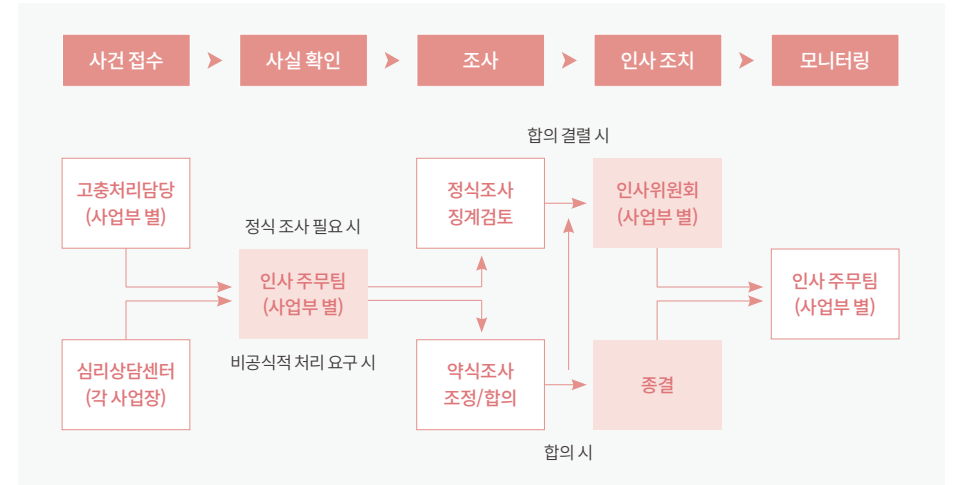 사건 접수
사실 확인
조사
인사 조치
모니터링
합의 결렬 시
고충처리담당
(사업부 별)
정식조사
징계검토
인사위원회
(사업부 별)
정식 조사 필요 시
인사 주무팀
(사업부 별)
인사 주무팀
(사업부 별)
비공식적 처리 요구 시
심리상담센터
(각 사업장)
약식조사
조정/합의
종결
합의 시